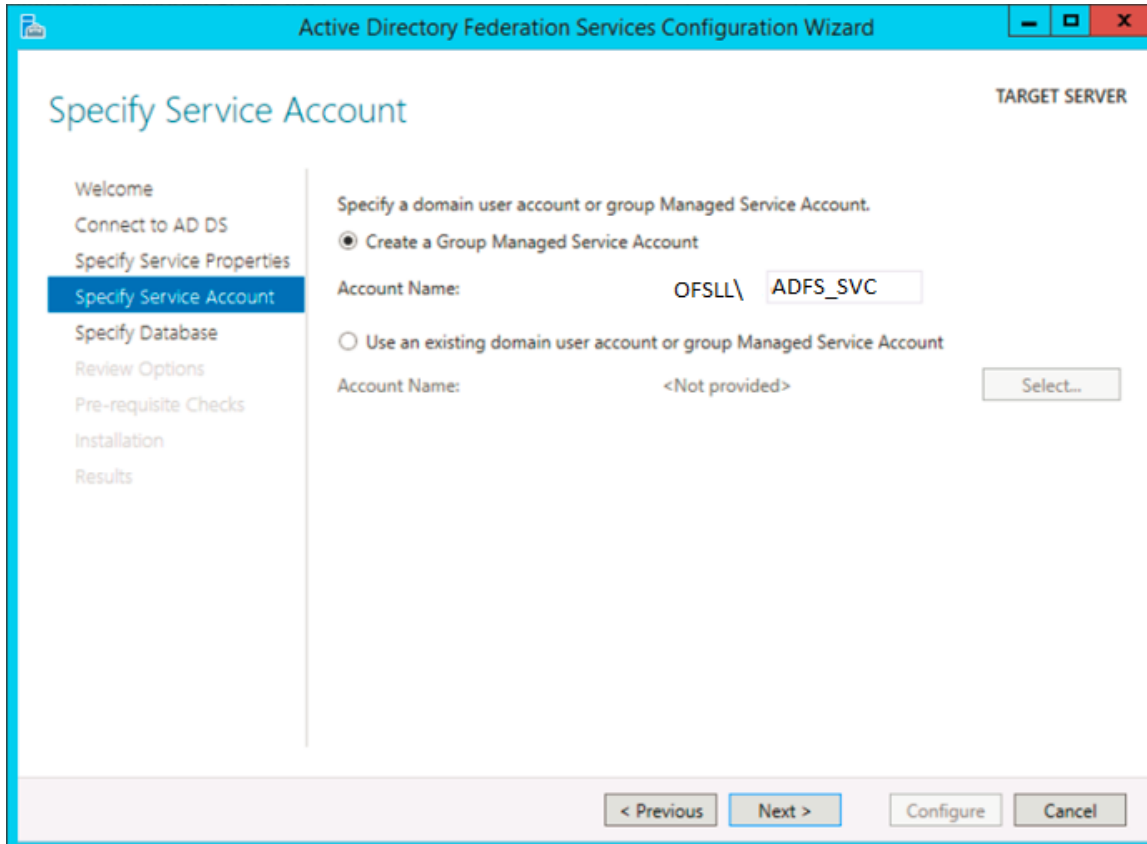 Active Directory Federation Services Configuration Wizard
Specify Service Account
TARGET SERVER
Welcome
Connect to AD DS
Specify Service Properties
Specify Service Account
Specify Database
Review Options
Pre-requisite Checks
Installation
Results
Specify a domain user account or group Managed Service Account.
Create a Group Managed Service Account
Account Name: OFSLL\ ADFS_SVC
Use an existing domain user account or group Managed Service Account
Account Name: <Not provided> Select...
< Previous Next > Configure Cancel